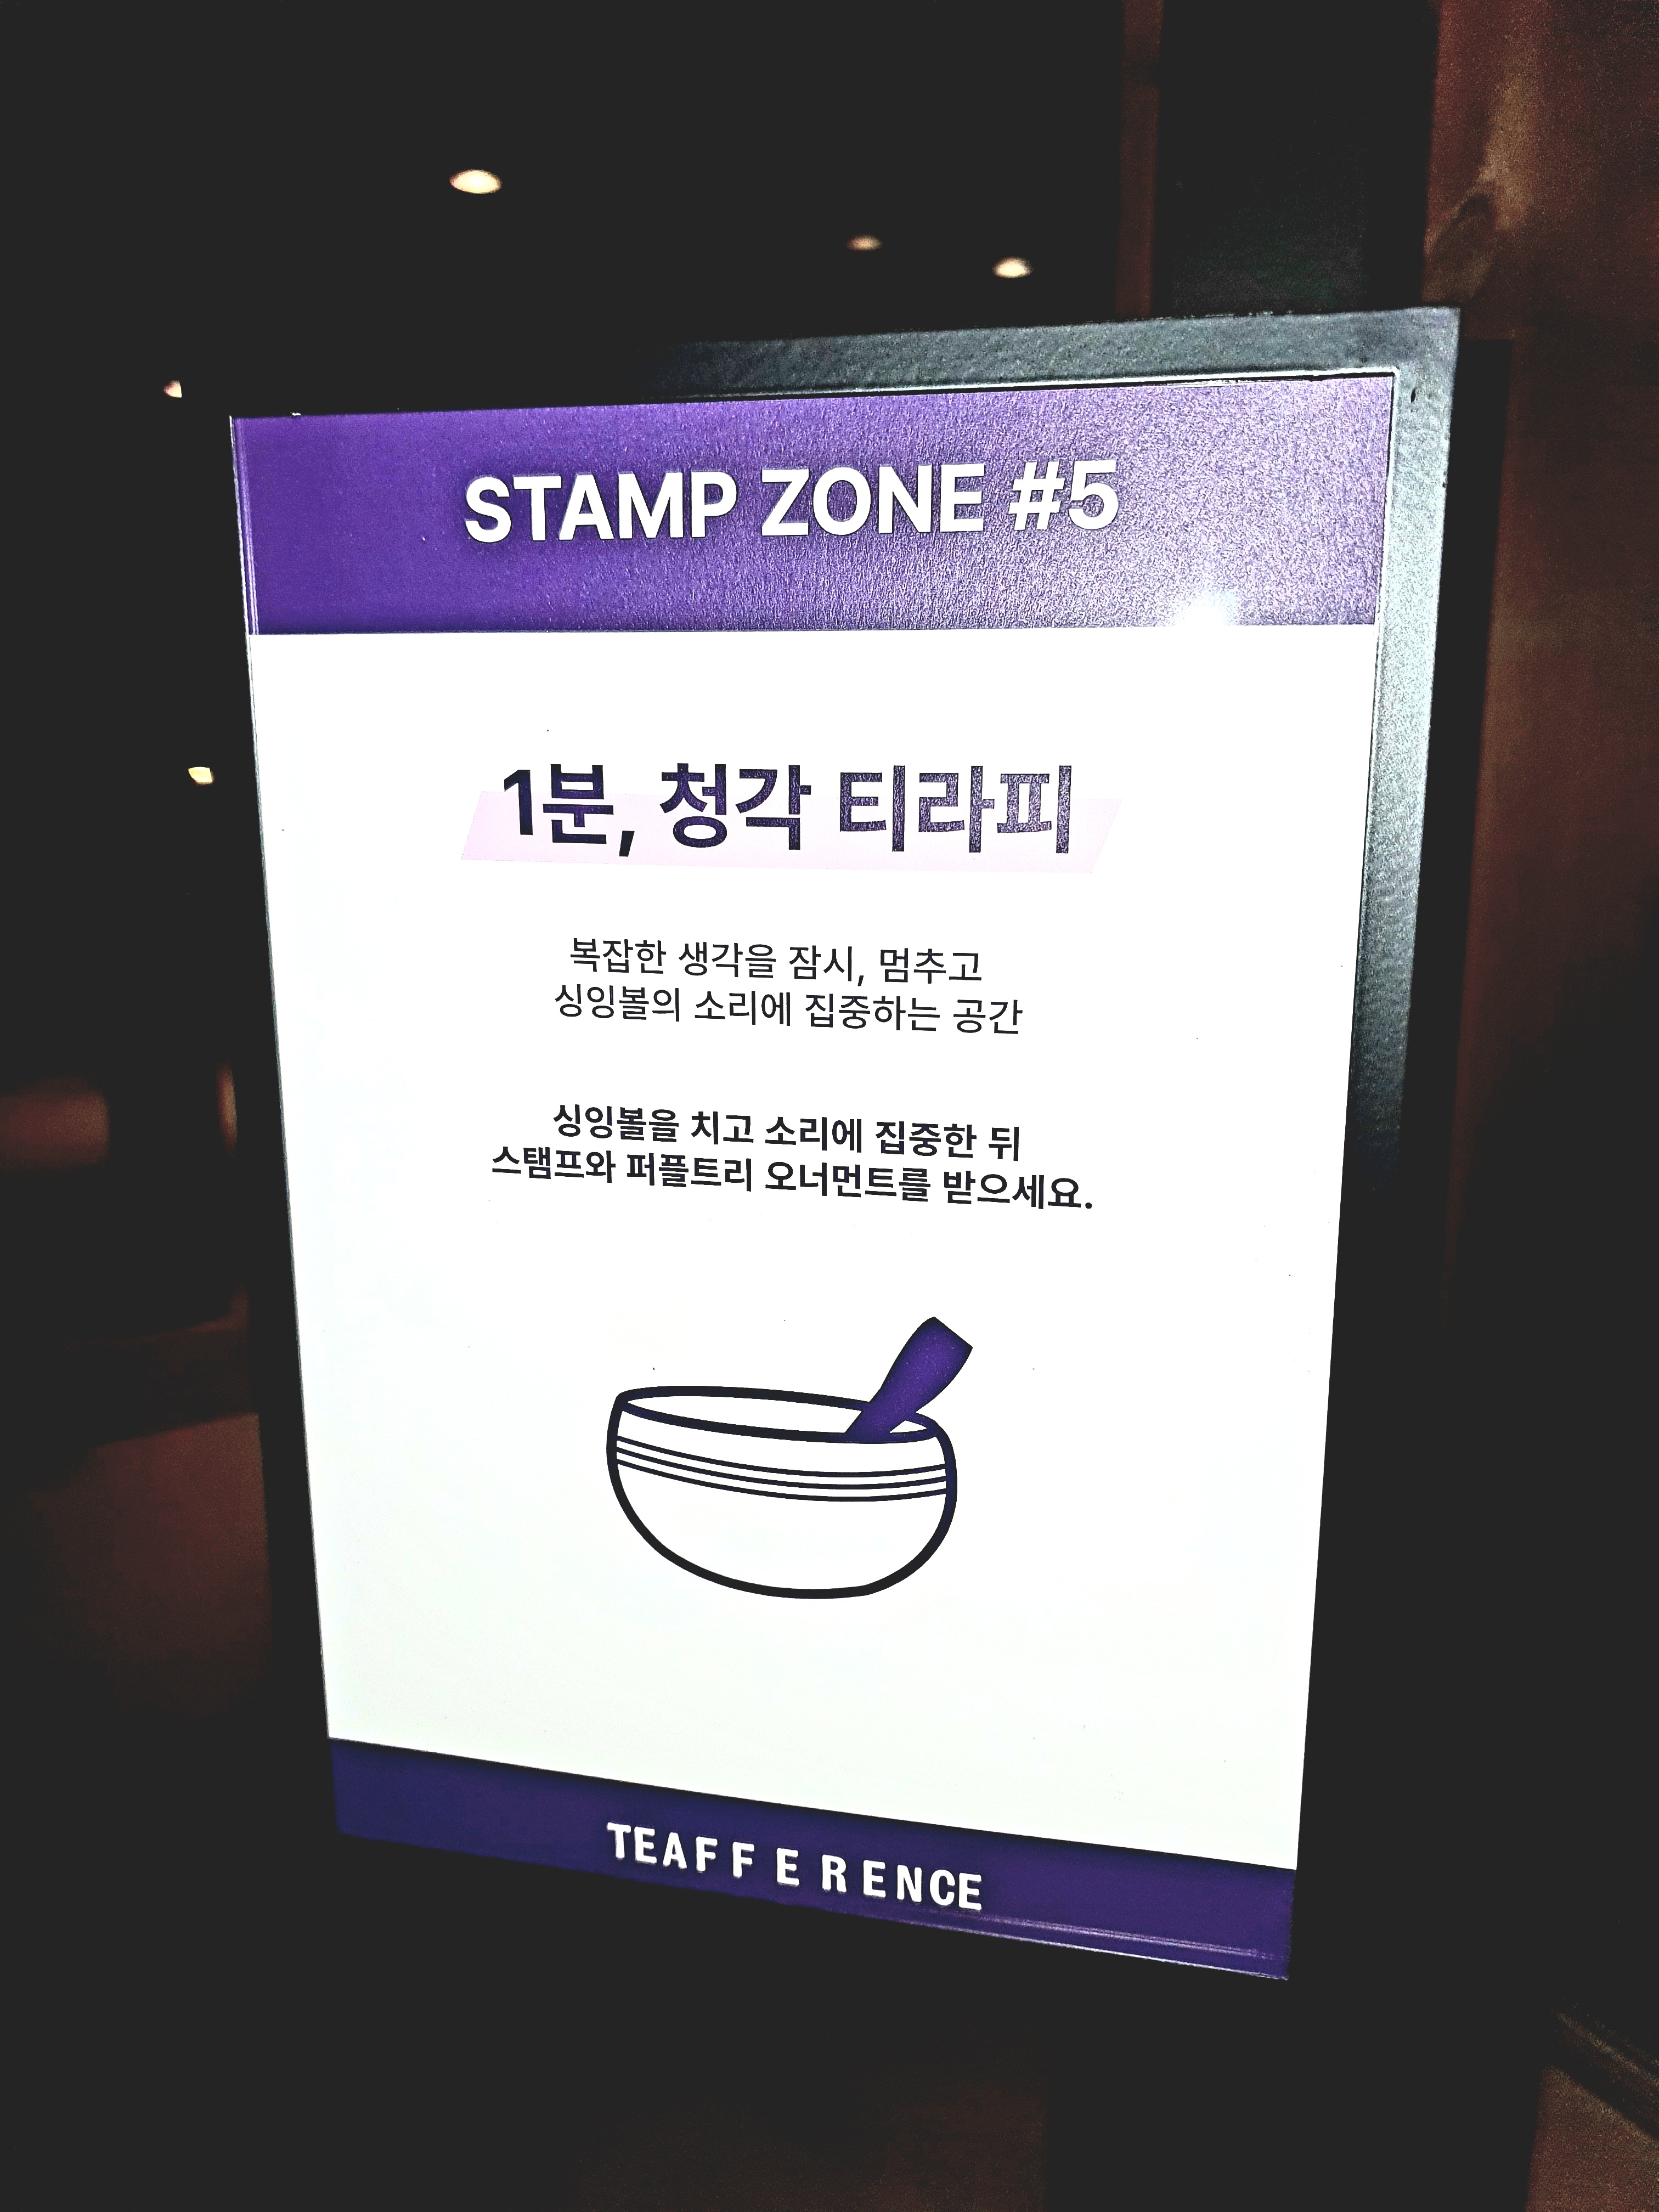 STAMP ZONE #5
1분, 청각 티라피
복잡한 생각을 잠시, 멈추고
싱잉볼의 소리에 집중하는 공간
싱잉볼을 치고 소리에 집중한 뒤
스탬프와 퍼플트리 오너먼트를 받으세요.
TEAFFERENCE